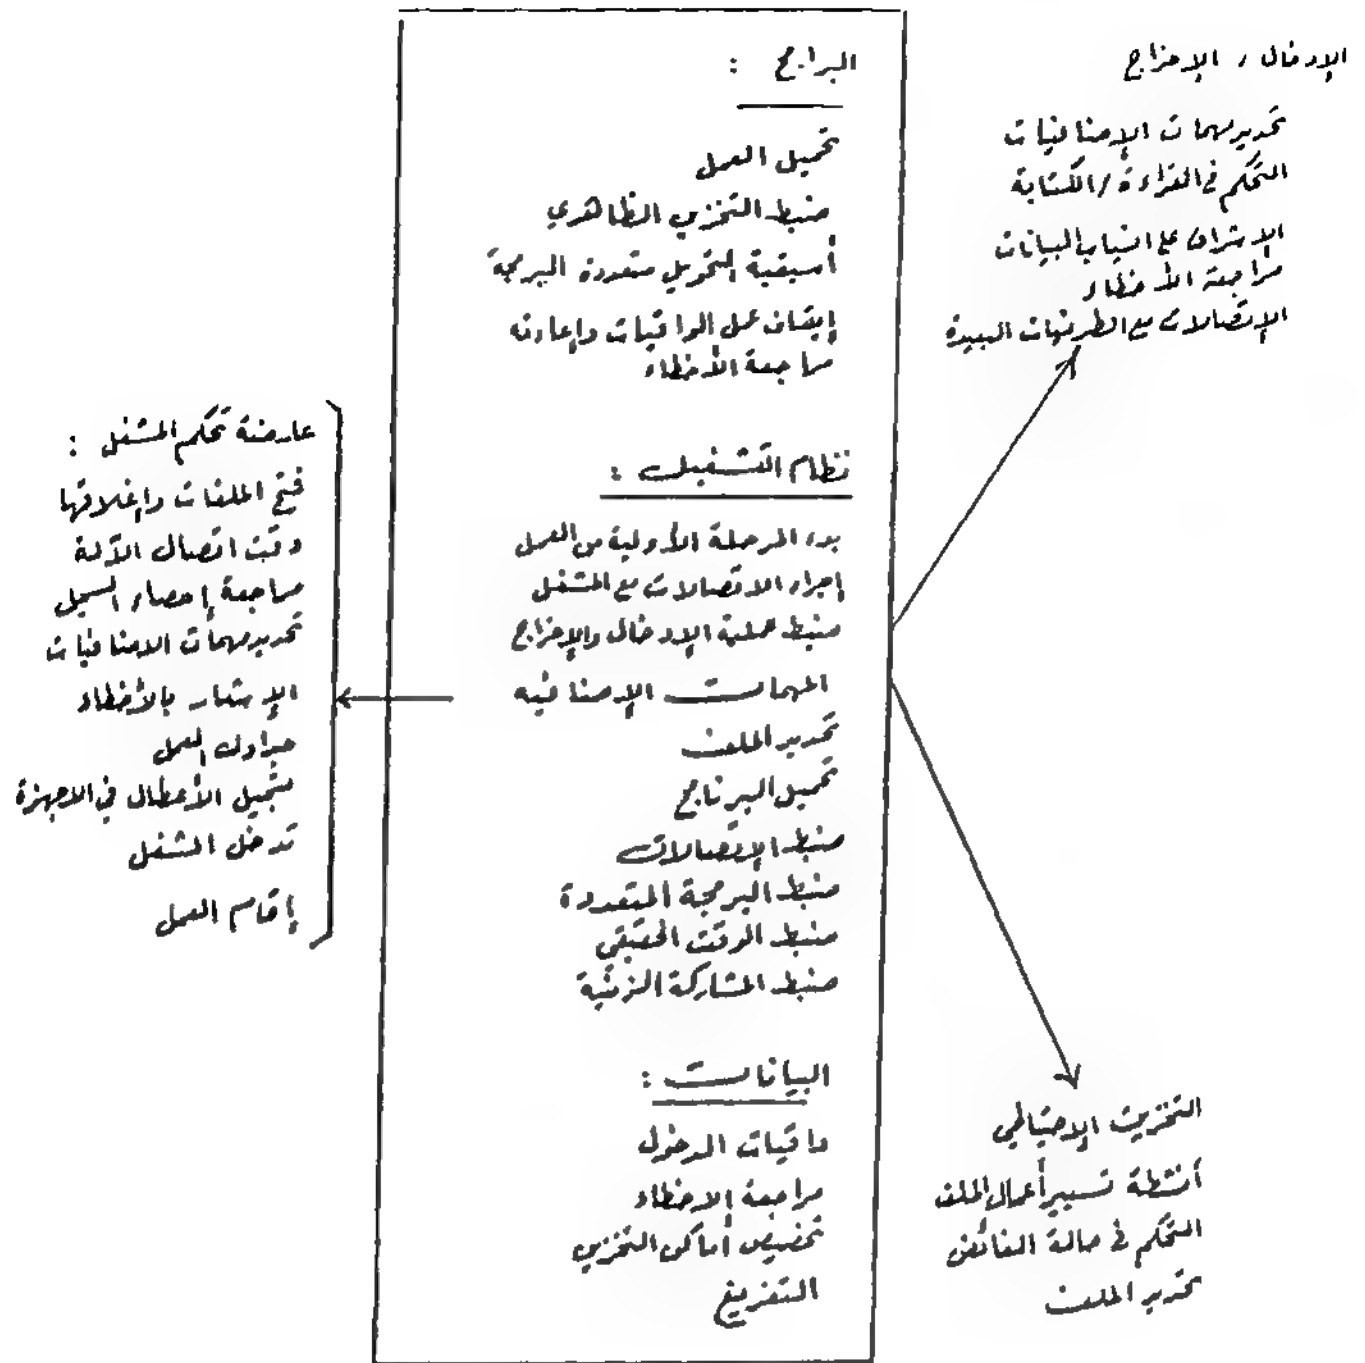 الإدخال / الإخراج
تحديد مهمات الإضافيات
التحكم في القراءة / الكتابة
الإشراف على انسياب البيانات
مراجعة الأخطاء
الإتصالات مع الطرفيات البعيدة
البرامج :
تحميل العمل
ضبط التخزين الظاهري
أسبقية التحويل متعددة البرمجة
إيقاف عمل الواقيات وإعادته
مراجعة الأخطاء
نظام التشغيل :
بدء المرحلة الأولية من العمل
إجراء الاتصالات مع المشغل
ضبط عملية الإدخال والإخراج
المهمات الإضافيه
تحديد الملف
تحميل البرنامج
ضبط الإتصالات
ضبط البرمجة المتعددة
ضبط الوقت الحقيقي
ضبط المشاركة الزمنية
البيانات :
واقيات الدخول
مراجعة الاخطاء
تخصيص أماكن التخزين
التفريغ
عارضة تحكم المشغل :
فتح الملفات وإغلاقها
وقت اتصال الآلة
مراجعة إحصاء السجل
تحديد مهمات الاضافيات
الإشعار بالأخطاء
جداول العمل
تسجيل الأعطال في الاجهزة
تدخل المشغل
إتمام العمل
التخزين الإحتياطي
أنشطة تسيير أعمال الملف
التحكم في حالة الفائض
تحديد الملف